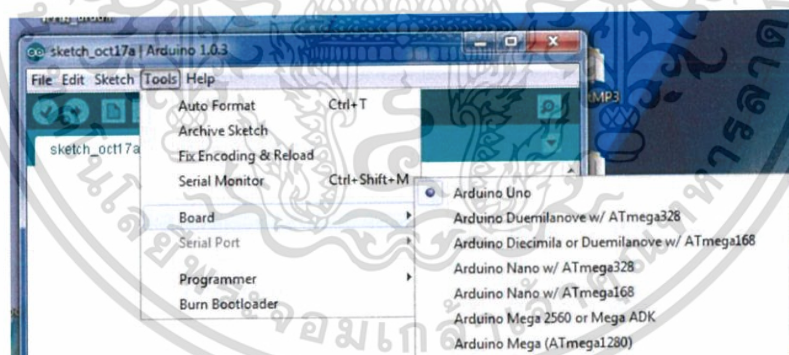 sketch_oct17a | Arduino 1.0.3
File Edit Sketch Tools Help
sketch_oct17a
Auto Format Ctrl+T
Archive Sketch
Fix Encoding & Reload
Serial Monitor Ctrl+Shift+M
Board
Serial Port
Programmer
Burn Bootloader
Arduino Uno
Arduino Duemilanove w/ ATmega328
Arduino Diecimila or Duemilanove w/ ATmega168
Arduino Nano w/ ATmega328
Arduino Nano w/ ATmega168
Arduino Mega 2560 or Mega ADK
Arduino Mega (ATmega1280)